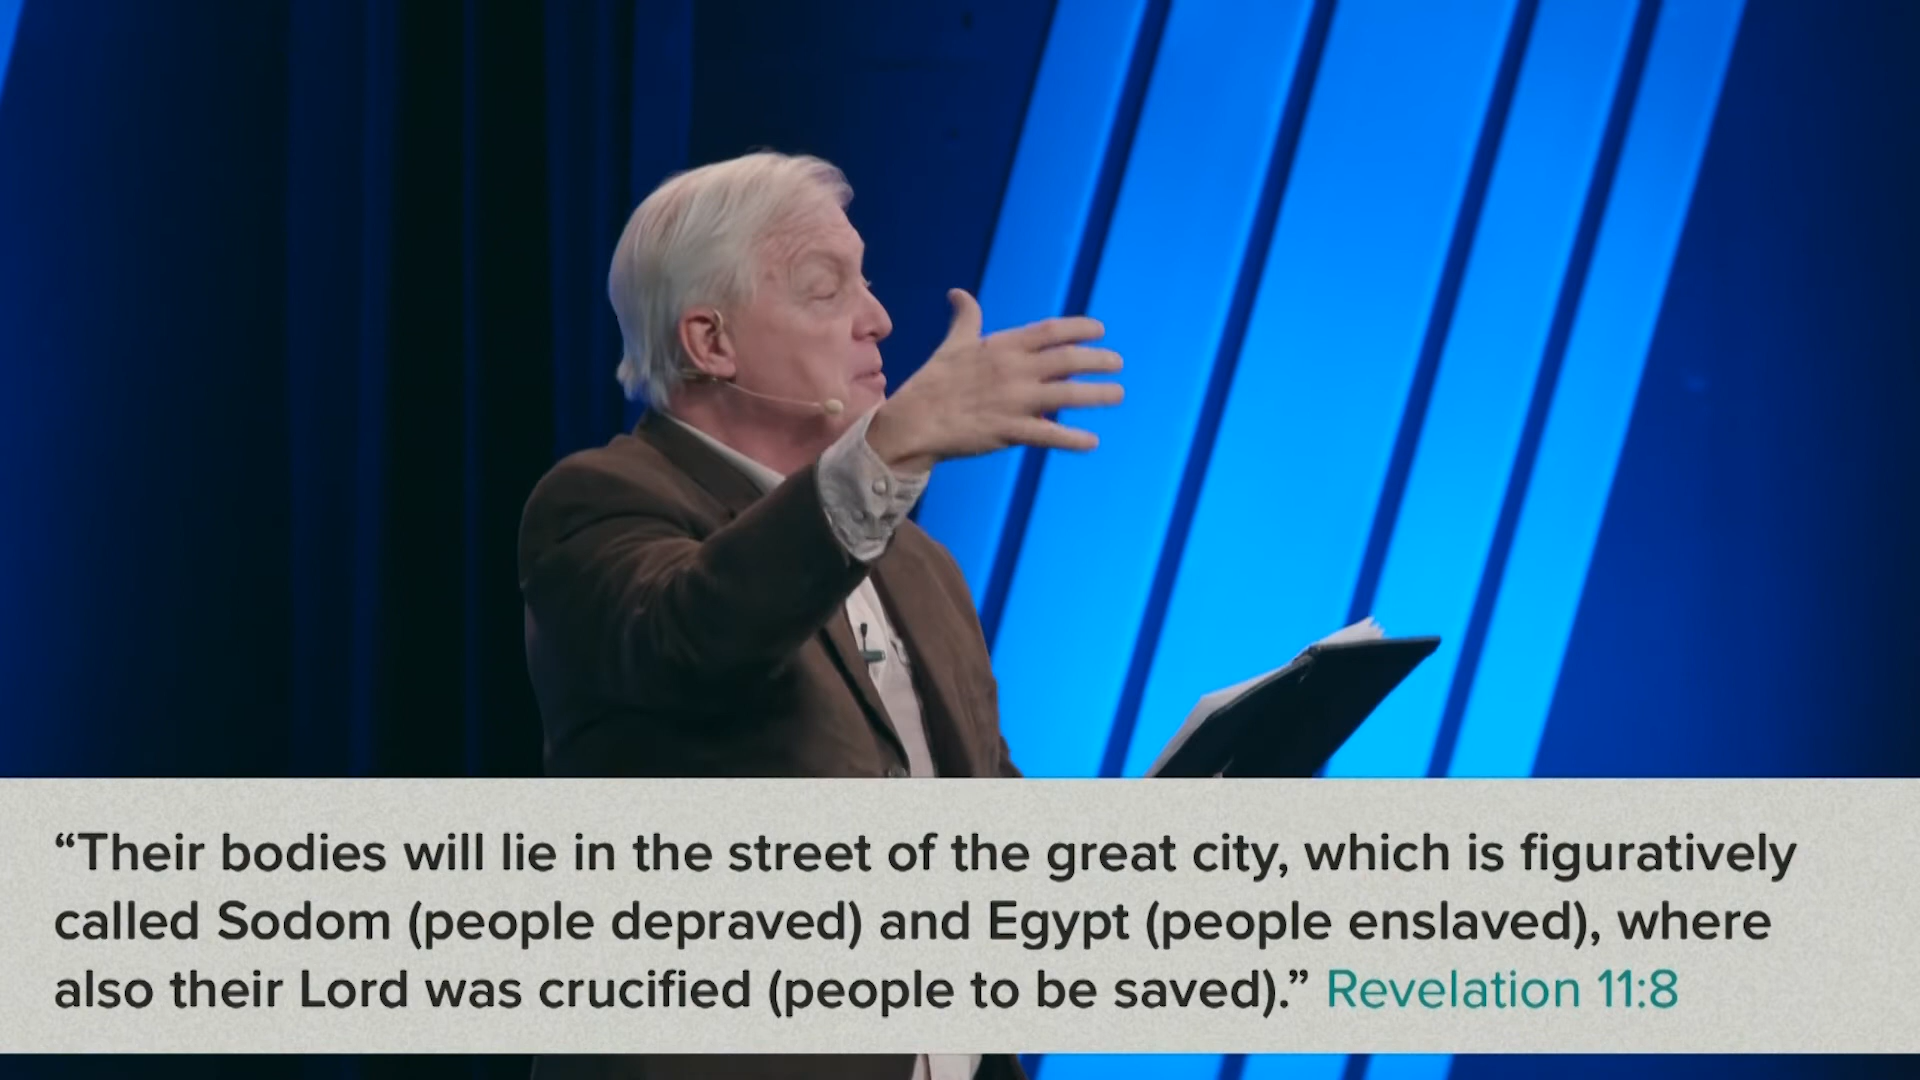 “Their bodies will lie in the street of the great city, which is figuratively
called Sodom (people depraved) and Egypt (people enslaved), where
also their Lord was crucified (people to be saved).” Revelation 11:8